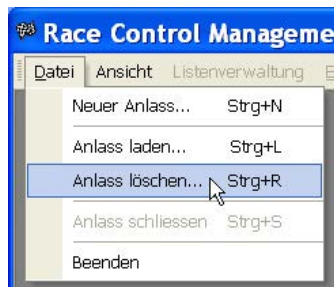 Race Control Manageme
Datei Ansicht Listenverwaltung
Neuer Anlass... Strg+N
Anlass laden... Strg+L
Anlass löschen... Strg+R
Anlass schliessen Strg+S
Beenden